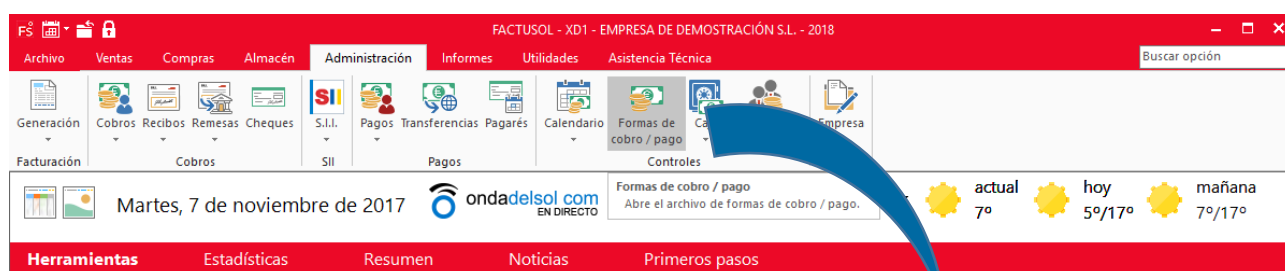 FS
FACTUSOL - XD1 - EMPRESA DE DEMOSTRACIÓN S.L. - 2018
Archivo Ventas Compras Almacén Administración Informes Utilidades Asistencia Técnica Buscar opción
Generación Cobros Recibos Remesas Cheques S.I.I. Pagos Transferencias Pagarés Calendario Formas de cobro / pago Empresa
Facturación Cobros SII Pagos Controles
Martes, 7 de noviembre de 2017
ondadelsol com
EN DIRECTO
Formas de cobro / pago
Abre el archivo de formas de cobro / pago.
actual hoy mañana
7º 5º/17º 7º/17º
Herramientas Estadísticas Resumen Noticias Primeros pasos